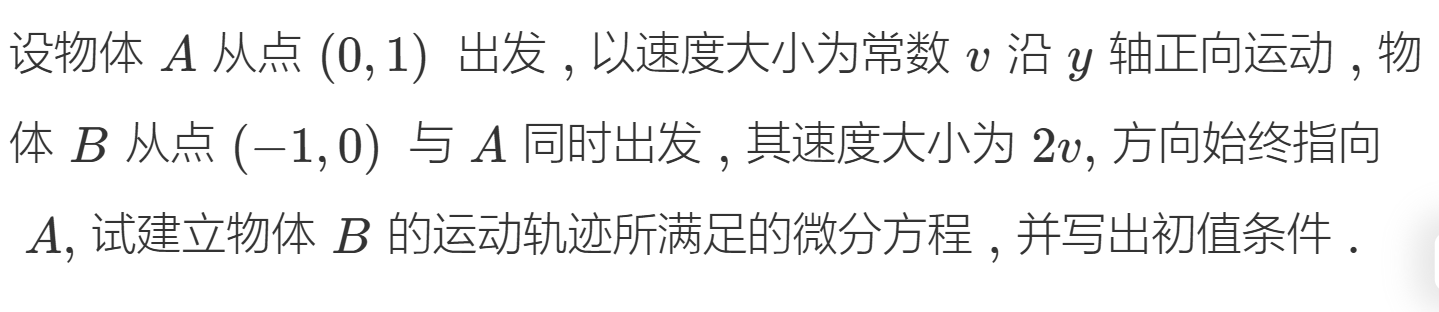 设物体 A 从点 (0, 1) 出发 , 以速度大小为常数 v 沿 y 轴正向运动 , 物
体 B 从点 (−1, 0) 与 A 同时出发 , 其速度大小为 2v, 方向始终指向
A, 试建立物体 B 的运动轨迹所满足的微分方程 , 并写出初值条件 .